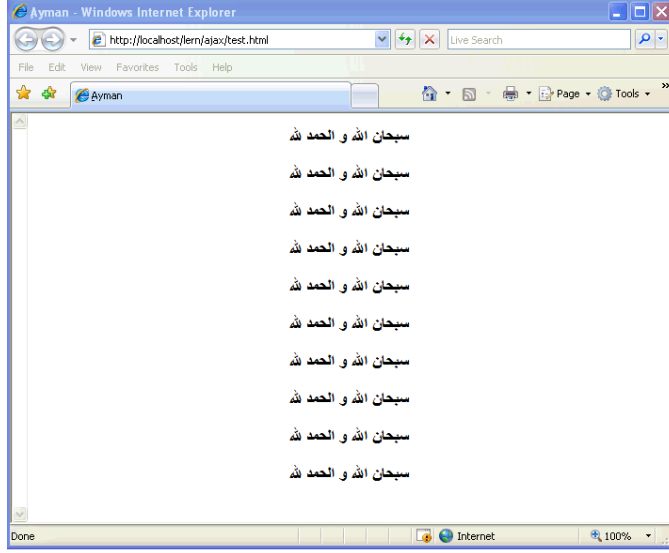 Ayman - Windows Internet Explorer
http://localhost/lern/ajax/test.html
Live Search
File Edit View Favorites Tools Help
Ayman
Page Tools
سبحان الله و الحمد لله
سبحان الله و الحمد لله
سبحان الله و الحمد لله
سبحان الله و الحمد لله
سبحان الله و الحمد لله
سبحان الله و الحمد لله
سبحان الله و الحمد لله
سبحان الله و الحمد لله
سبحان الله و الحمد لله
سبحان الله و الحمد لله
Done Internet 100%